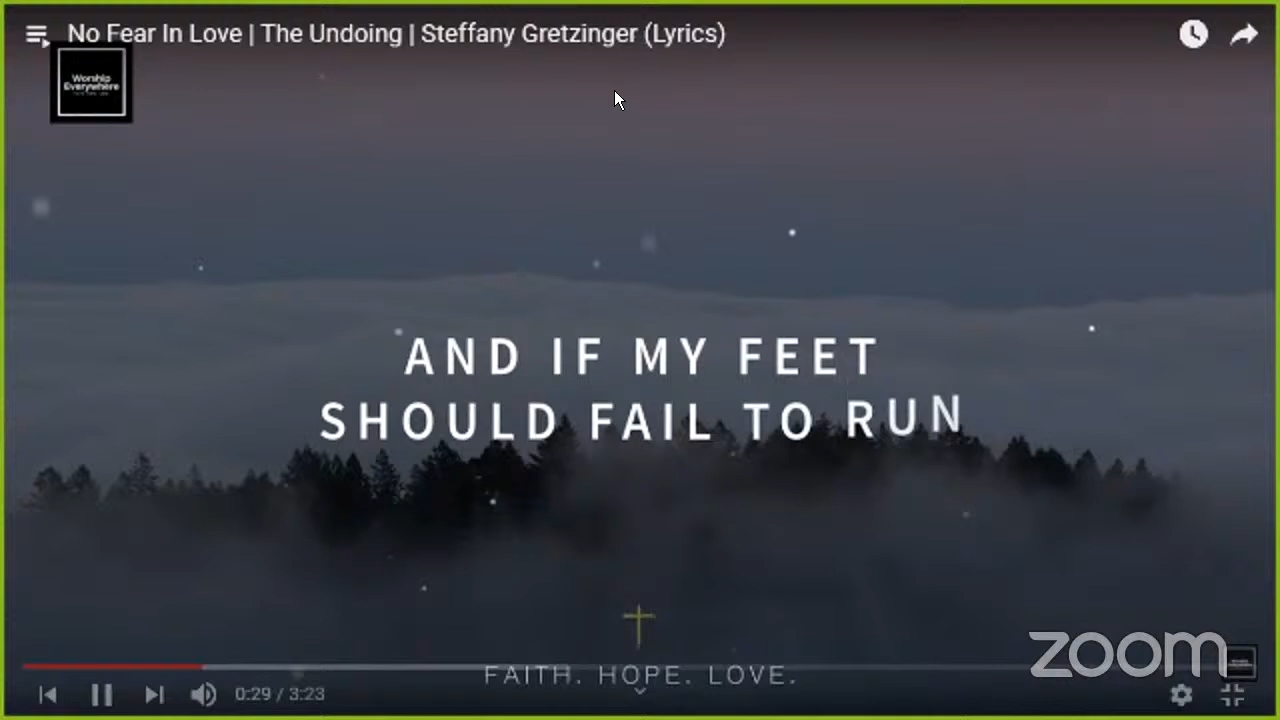 No Fear In Love | The Undoing | Steffany Gretzinger (Lyrics)
Worship
Everywhere
AND IF MY FEET
SHOULD FAIL TO RUN
zoom
FAITH. HOPE. LOVE.
0:29 / 3:23